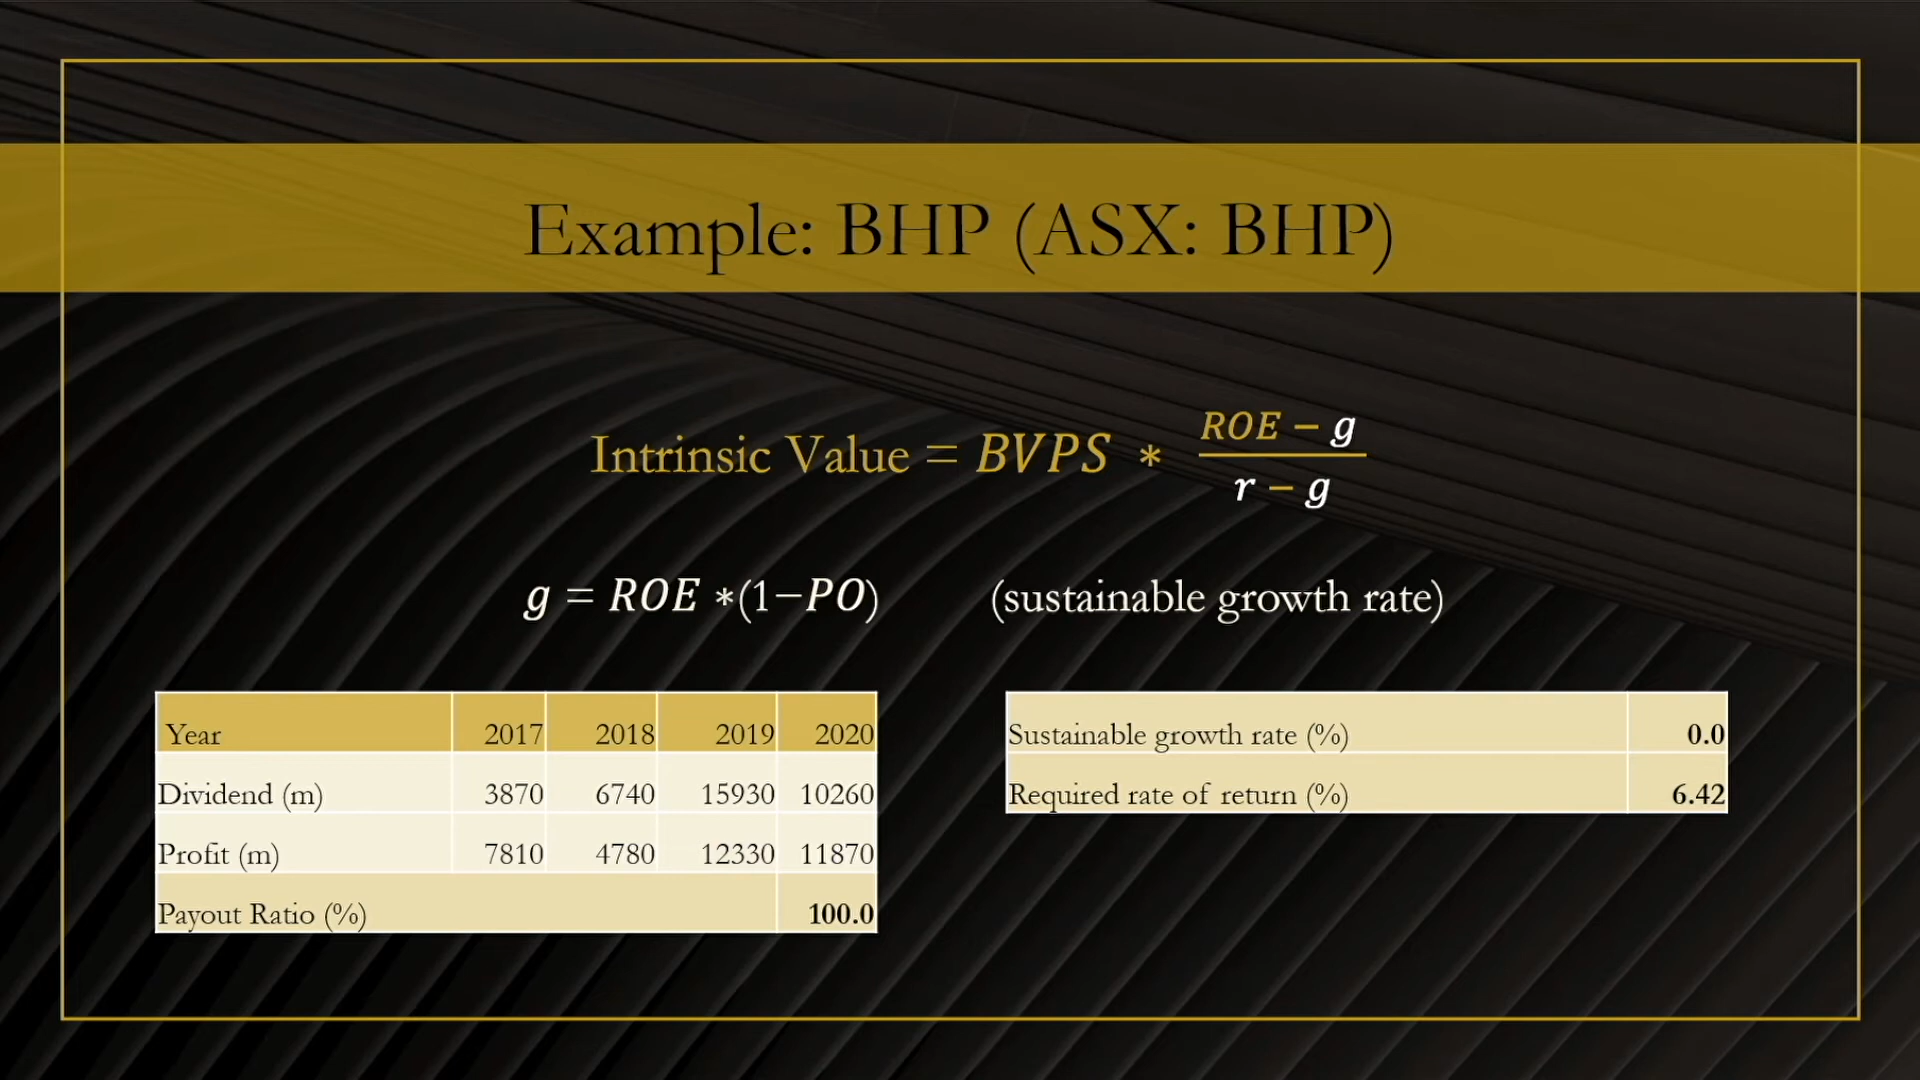 Example: BHP (ASX: BHP)
Intrinsic Value = BVPS * \frac{ROE − g}{r − g}
g = ROE *(1−PO) (sustainable growth rate)
Year 2017 2018 2019 2020
Dividend (m) 3870 6740 15930 10260
Profit (m) 7810 4780 12330 11870
Payout Ratio (%) 100.0
Sustainable growth rate (%) 0.0
Required rate of return (%) 6.42